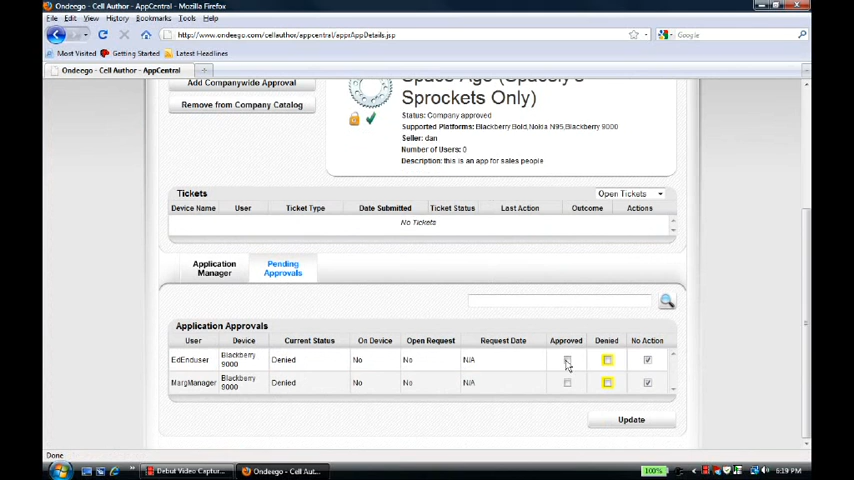 Ondeego - Cell Author - AppCentral - Mozilla Firefox
File Edit View History Bookmarks Tools Help
http://www.ondeego.com/cellauthor/appcentral/apprAppDetails.jsp
Google
Most Visited Getting Started Latest Headlines
Ondeego - Cell Author - AppCentral
Add Companywide Approval
Remove from Company Catalog
Space Age (Spacely's
Sprockets Only)
Status: Company approved
Supported Platforms: Blackberry Bold,Nokia N95,Blackberry 9000
Seller: dan
Number of Users: 0
Description: this is an app for sales people
Tickets
Open Tickets
Device Name User Ticket Type Date Submitted Ticket Status Last Action Outcome Actions
No Tickets
Application
Manager
Pending
Approvals
Application Approvals
User Device Current Status On Device Open Request Request Date Approved Denied No Action
EdEnduser Blackberry 9000 Denied No No N/A
MargManager Blackberry 9000 Denied No No N/A
Update
Done
Debut Video Captur... Ondeego - Cell Aut... 100% 6:19 PM